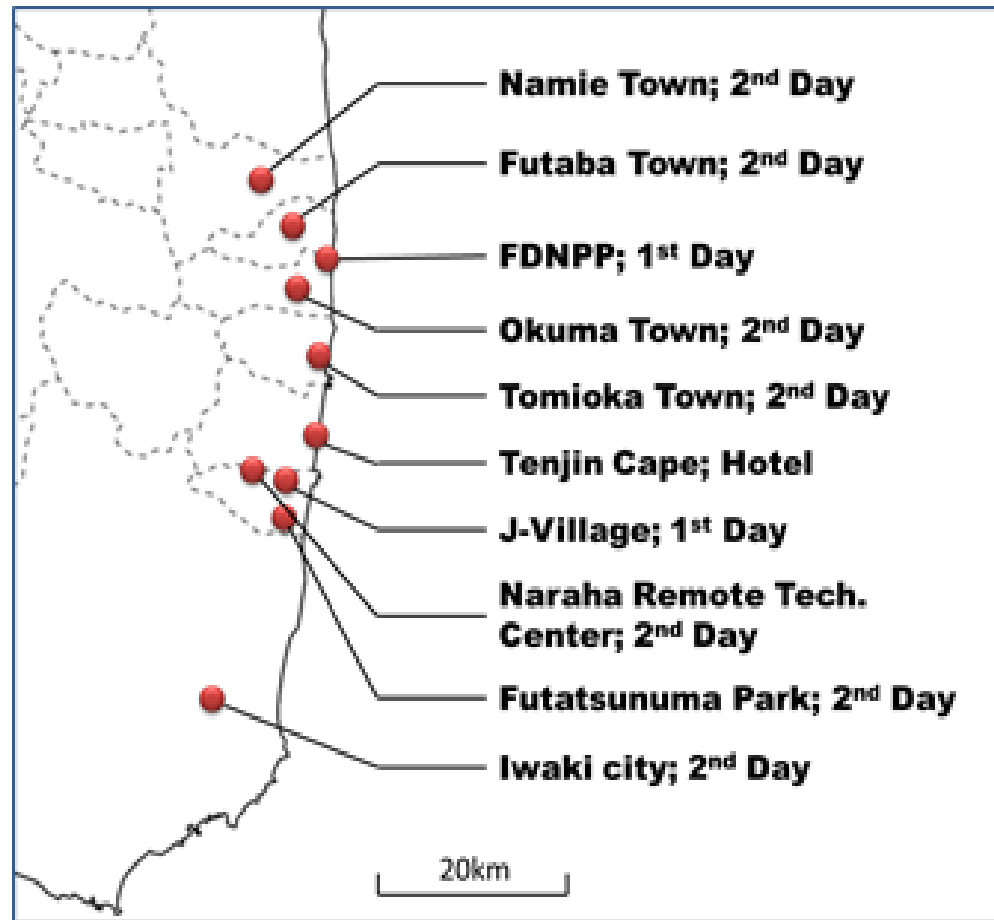 Namie Town; 2nd Day
Futaba Town; 2nd Day
FDNPP; 1st Day
Okuma Town; 2nd Day
Tomioka Town; 2nd Day
Tenjin Cape; Hotel
J-Village; 1st Day
Naraha Remote Tech.
Center; 2nd Day
Futatsunuma Park; 2nd Day
Iwaki city; 2nd Day
20km